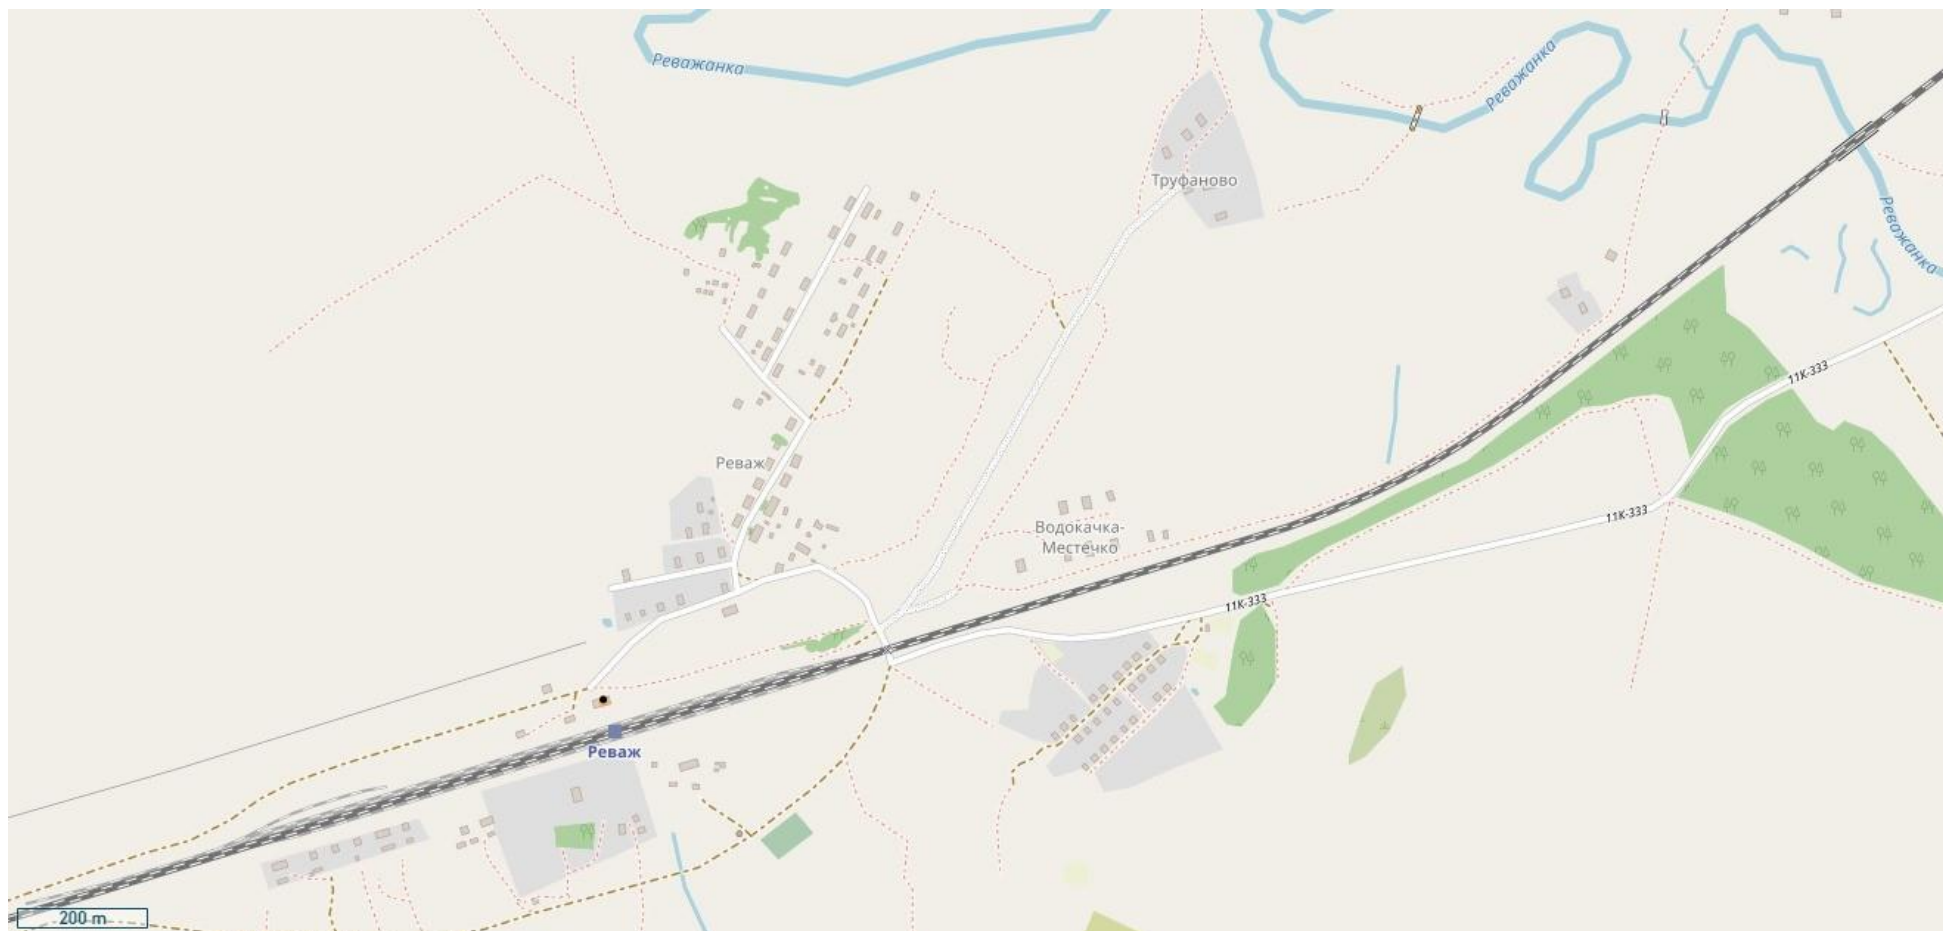 Реважанка
Реважанка
Труфаново
Реважанка
11К-333
Реваж
11К-333
Водокачка-
Местечко
11К-333
Реваж
200 m